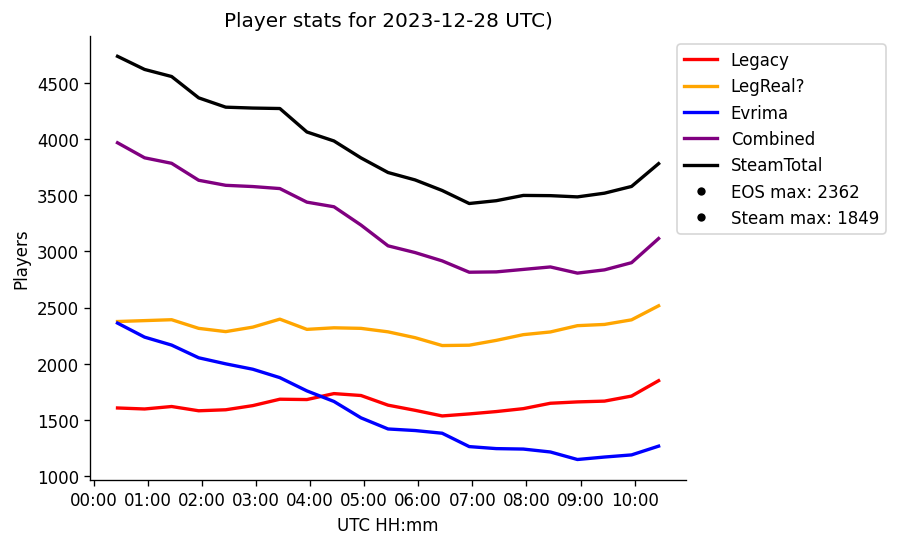 Player stats for 2023-12-28 UTC)
Legacy
LegReal?
Evrima
Combined
SteamTotal
EOS max: 2362
Steam max: 1849
Players
4500
4000
3500
3000
2500
2000
1500
1000
00:00 01:00 02:00 03:00 04:00 05:00 06:00 07:00 08:00 09:00 10:00
UTC HH:mm